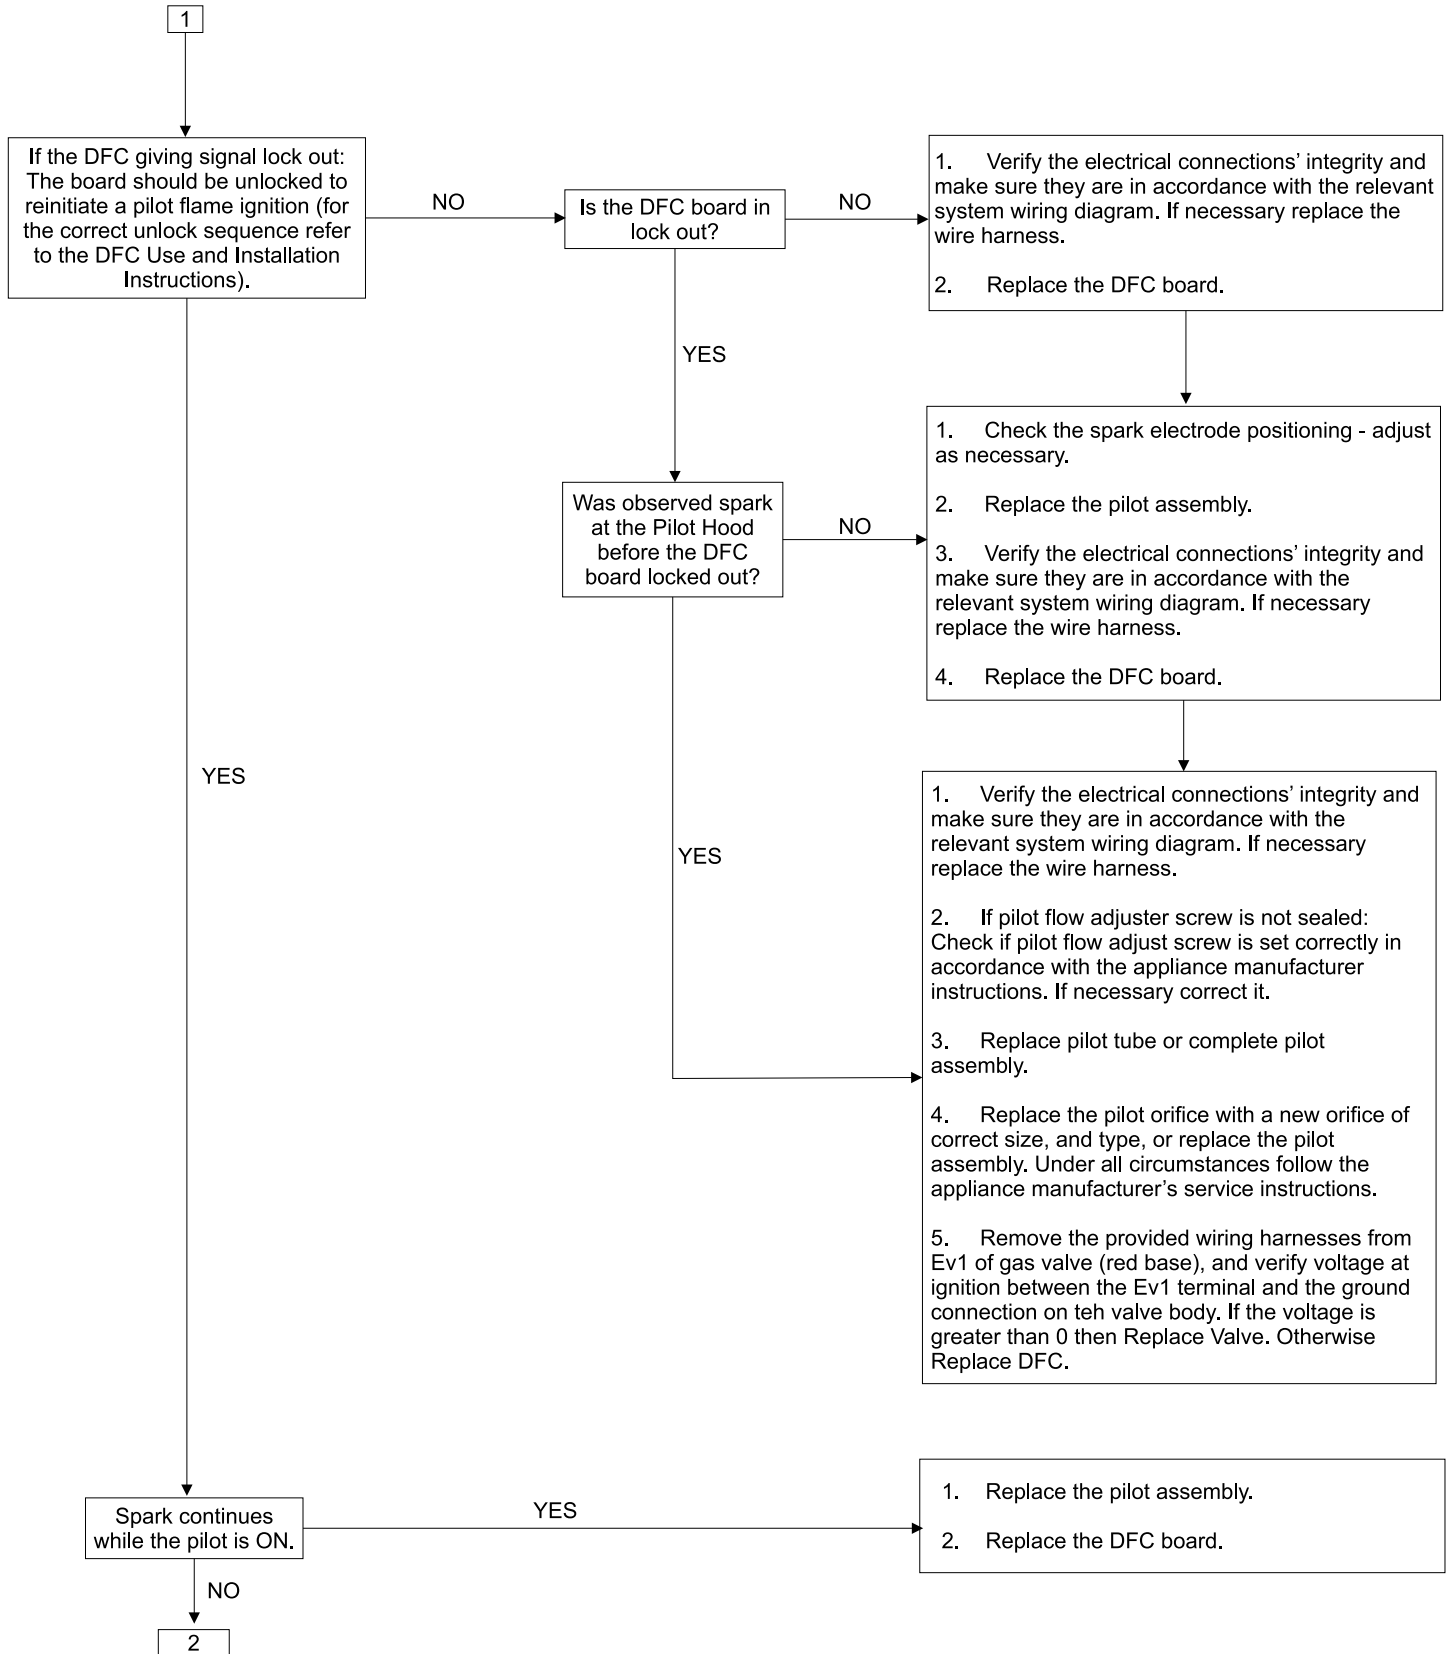 1
If the DFC giving signal lock out:
The board should be unlocked to
reinitiate a pilot flame ignition (for
the correct unlock sequence refer
to the DFC Use and Installation
Instructions).
NO
Is the DFC board in
lock out?
NO
1. Verify the electrical connections’ integrity and
make sure they are in accordance with the relevant
system wiring diagram. If necessary replace the
wire harness.
2. Replace the DFC board.
YES
1. Check the spark electrode positioning - adjust
as necessary.
2. Replace the pilot assembly.
3. Verify the electrical connections’ integrity and
make sure they are in accordance with the
relevant system wiring diagram. If necessary
replace the wire harness.
4. Replace the DFC board.
Was observed spark
at the Pilot Hood
before the DFC
board locked out?
NO
YES
YES
1. Verify the electrical connections’ integrity and
make sure they are in accordance with the
relevant system wiring diagram. If necessary
replace the wire harness.
2. If pilot flow adjuster screw is not sealed:
Check if pilot flow adjust screw is set correctly in
accordance with the appliance manufacturer
instructions. If necessary correct it.
3. Replace pilot tube or complete pilot
assembly.
4. Replace the pilot orifice with a new orifice of
correct size, and type, or replace the pilot
assembly. Under all circumstances follow the
appliance manufacturer’s service instructions.
5. Remove the provided wiring harnesses from
Ev1 of gas valve (red base), and verify voltage at
ignition between the Ev1 terminal and the ground
connection on teh valve body. If the voltage is
greater than 0 then Replace Valve. Otherwise
Replace DFC.
Spark continues
while the pilot is ON.
YES
1. Replace the pilot assembly.
2. Replace the DFC board.
NO
2